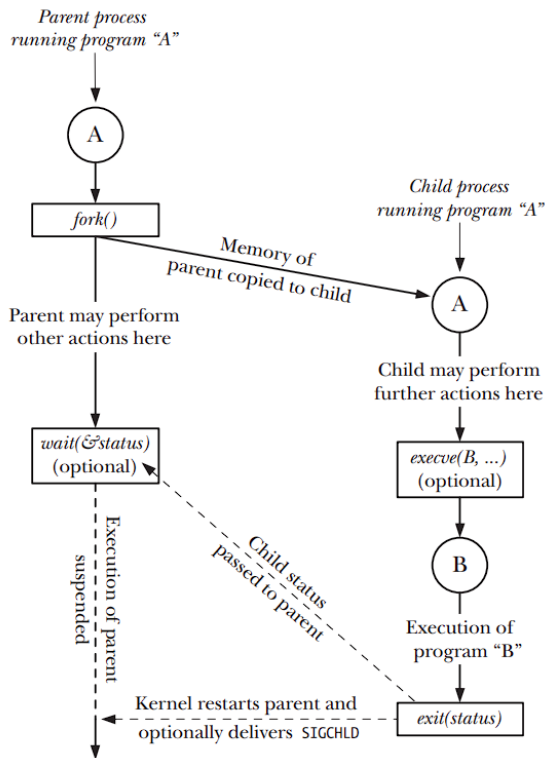 Parent process
running program “A”
A
fork()
Child process
running program “A”
Memory of
parent copied to child
A
Parent may perform
other actions here
Child may perform
further actions here
wait(&status)
(optional)
execve(B, ...)
(optional)
Execution of parent
suspended
Child status
passed to parent
B
Execution of
program “B”
Kernel restarts parent and
optionally delivers SIGCHLD
exit(status)